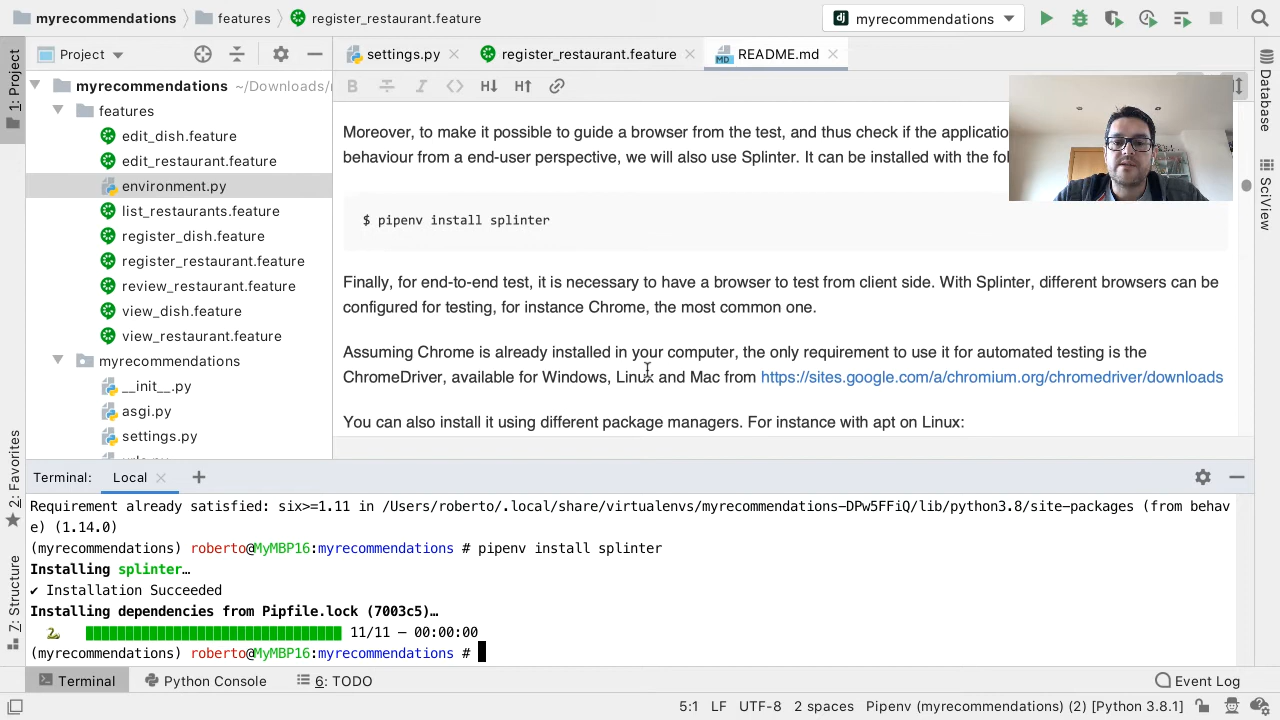 myrecommendations
features
register_restaurant.feature
myrecommendations
1: Project
Project
settings.py
register_restaurant.feature
README.md
myrecommendations ~/Downloads/
features
edit_dish.feature
edit_restaurant.feature
environment.py
list_restaurants.feature
register_dish.feature
register_restaurant.feature
review_restaurant.feature
view_dish.feature
view_restaurant.feature
myrecommendations
__init__.py
asgi.py
settings.py
Moreover, to make it possible to guide a browser from the test, and thus check if the applicatio
behaviour from a end-user perspective, we will also use Splinter. It can be installed with the fol
$ pipenv install splinter
Finally, for end-to-end test, it is necessary to have a browser to test from client side. With Splinter, different browsers can be
configured for testing, for instance Chrome, the most common one.
Assuming Chrome is already installed in your computer, the only requirement to use it for automated testing is the
ChromeDriver, available for Windows, Linux and Mac from https://sites.google.com/a/chromium.org/chromedriver/downloads
You can also install it using different package managers. For instance with apt on Linux:
Database
SciView
2: Favorites
Z: Structure
Terminal:
Local
Requirement already satisfied: six>=1.11 in /Users/roberto/.local/share/virtualenvs/myrecommendations-DPw5FFiQ/lib/python3.8/site-packages (from behav
e) (1.14.0)
(myrecommendations) roberto@MyMBP16:myrecommendations # pipenv install splinter
Installing splinter…
✔ Installation Succeeded
Installing dependencies from Pipfile.lock (7003c5)…
11/11 — 00:00:00
(myrecommendations) roberto@MyMBP16:myrecommendations #
Terminal
Python Console
6: TODO
Event Log
5:1 LF UTF-8 2 spaces Pipenv (myrecommendations) (2) [Python 3.8.1]